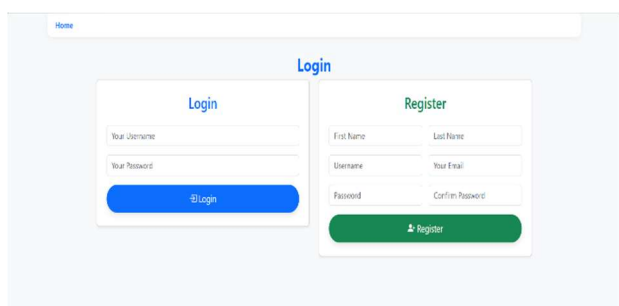 Home
Login
Login
Your Username
Your Password
Login
Register
First Name Last Name
Username Your Email
Password Confirm Password
Register